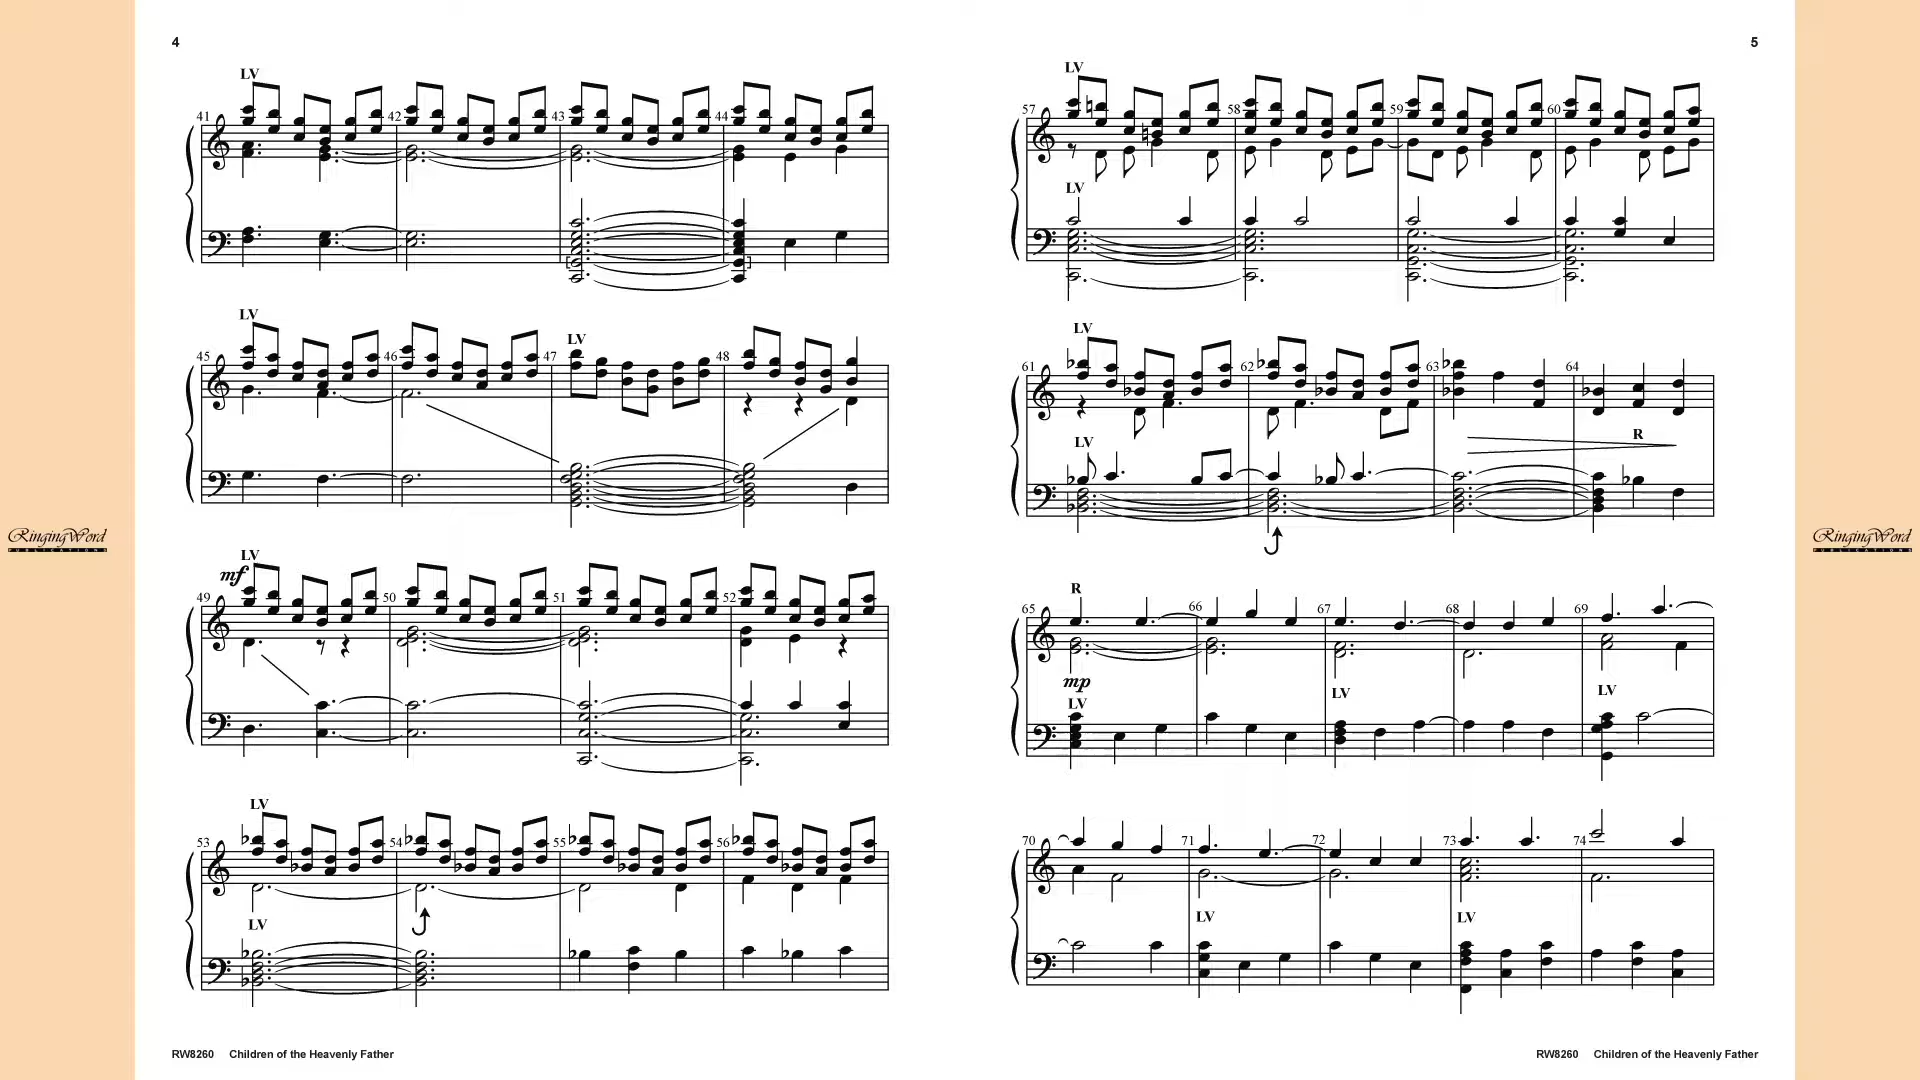 4
LV
41 42 43 44
LV
45 46 47 48
LV
LV
mf
49 50 51 52
LV
53 54 55 56
LV
RW8260 Children of the Heavenly Father
5
LV
57 58 59 60
LV
LV
61 62 63 64
LV
R
R
65 66 67 68 69
mp
LV
LV
LV
70 71 72 73 74
LV
LV
RW8260 Children of the Heavenly Father
RingingWord
PUBLICATIONS
RingingWord
PUBLICATIONS